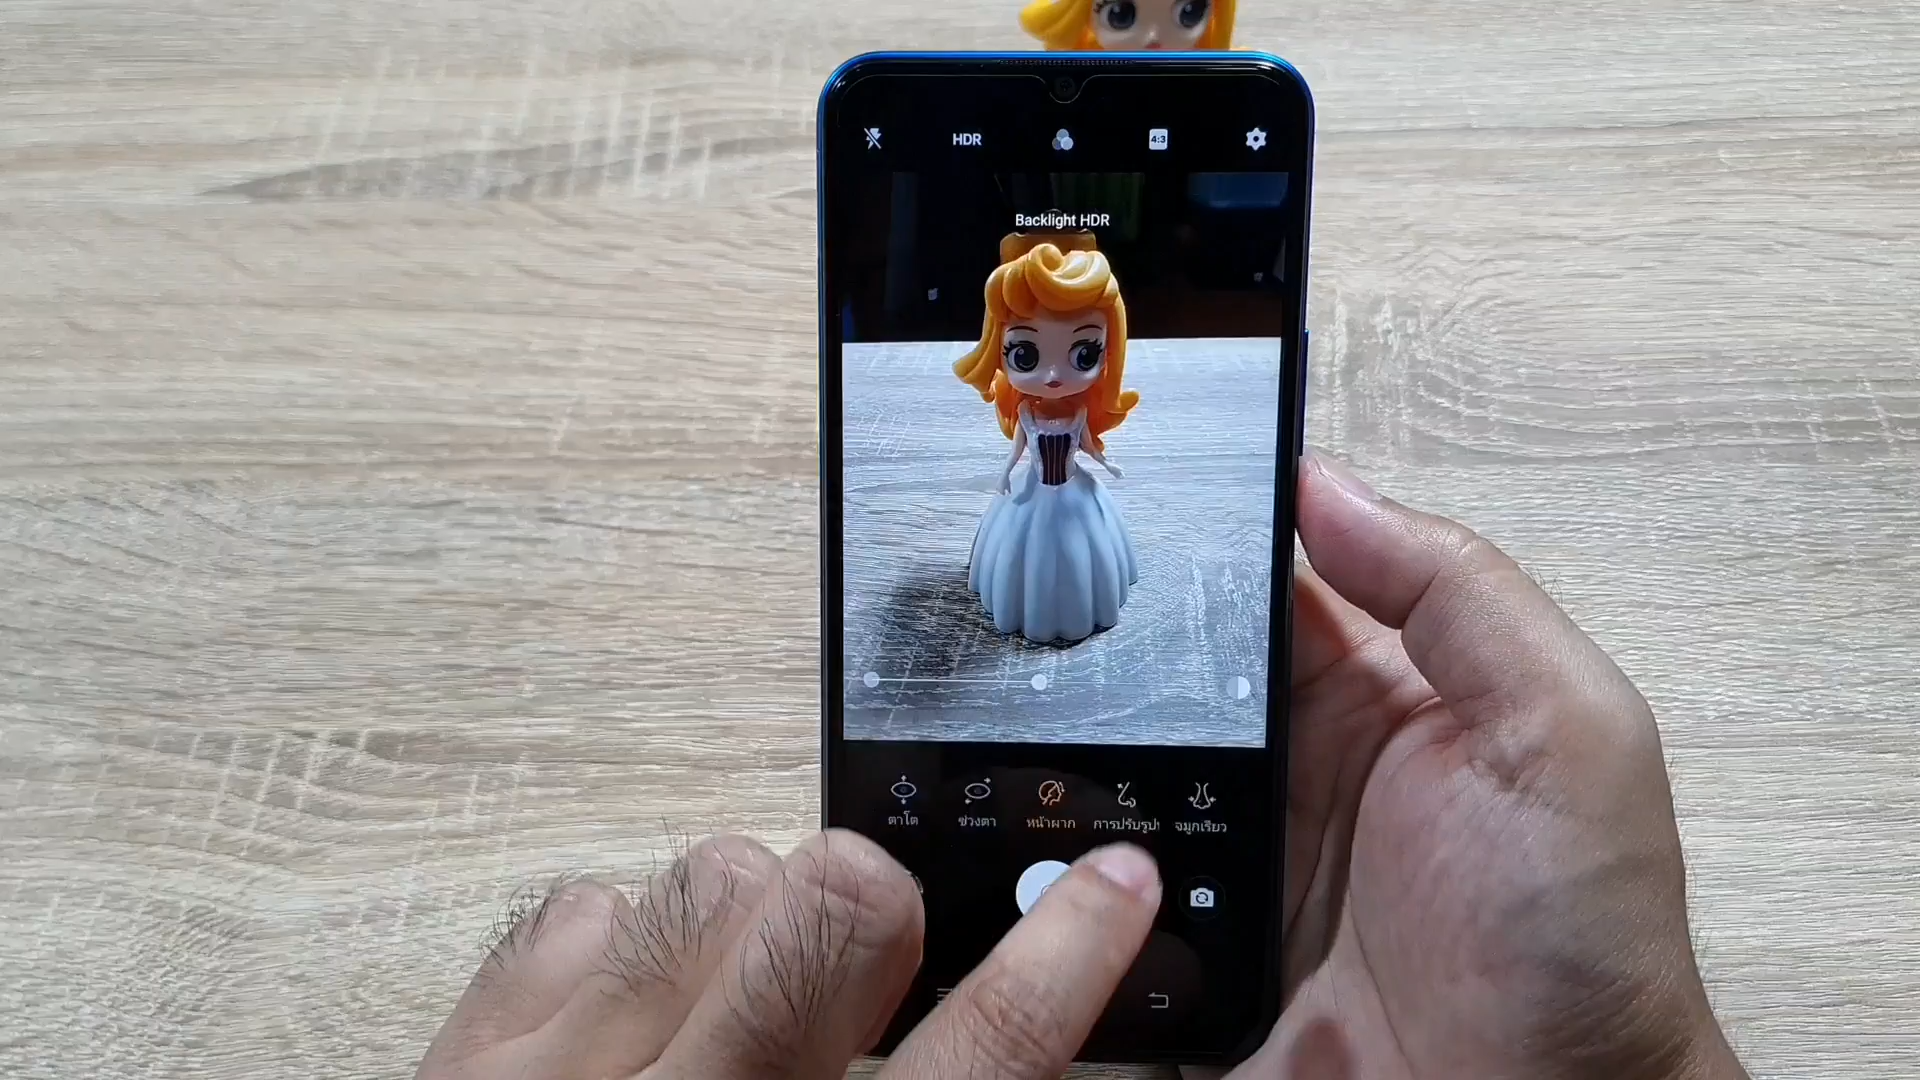 HDR
4:3
Backlight HDR
ตาโต
ช่วงตา
หน้าผาก
การปรับรูป
จมูกเรียว